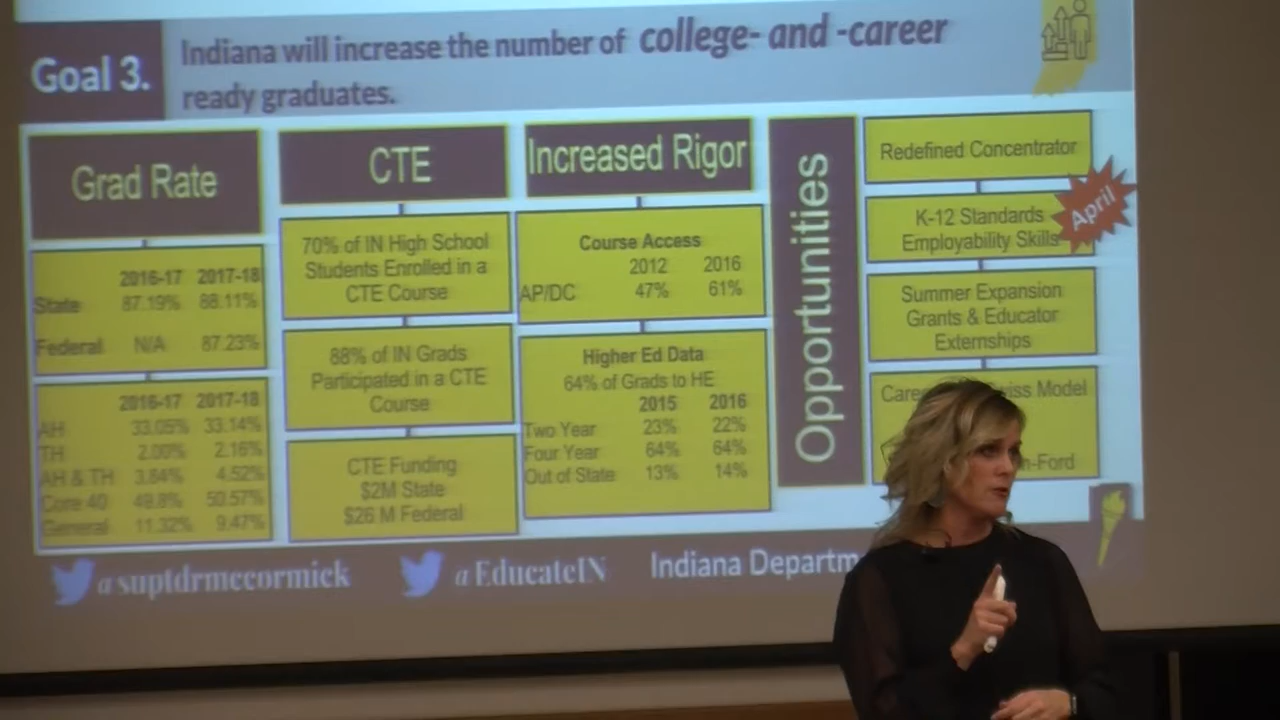 Goal 3.
Indiana will increase the number of college- and -career
ready graduates.
Grad Rate
2016-17 2017-18
State 87.19% 88.11%
Federal N/A 87.23%
2016-17 2017-18
AH 33.05% 33.14%
TH 2.00% 2.16%
AH & TH 3.84% 4.52%
Core 40 49.8% 50.57%
General 11.32% 9.47%
CTE
70% of IN High School
Students Enrolled in a
CTE Course
88% of IN Grads
Participated in a CTE
Course
CTE Funding
$2M State
$26 M Federal
Increased Rigor
Course Access
2012 2016
AP/DC 47% 61%
Higher Ed Data
64% of Grads to HE
2015 2016
Two Year 23% 22%
Four Year 64% 64%
Out of State 13% 14%
Opportunities
Redefined Concentrator
K-12 Standards
Employability Skills
April
Summer Expansion
Grants & Educator
Externships
Model
-Ford
@suptdrmccormick
@EducateIN
Indiana